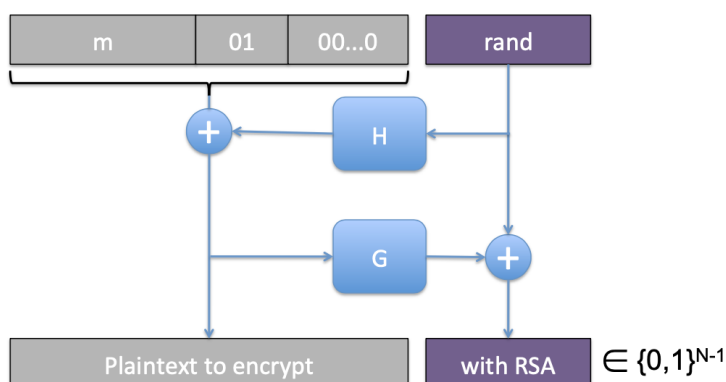 m 01 00...0 rand
+ H
G +
Plaintext to encrypt with RSA ∈ {0,1}ᴺ⁻¹